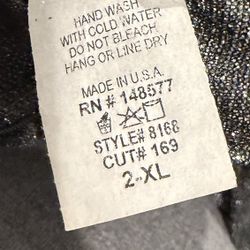 HAND WASH
WITH COLD WATER
DO NOT BLEACH
HANG OR LINE DRY
MADE IN U.S.A.
RN # 148577
STYLE# 8168
CUT# 169
2-XL